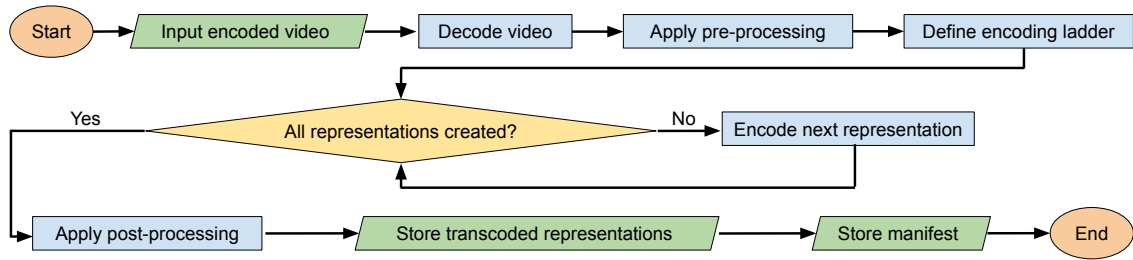 Start
Input encoded video
Decode video
Apply pre-processing
Define encoding ladder
Yes
All representations created?
No
Encode next representation
Apply post-processing
Store transcoded representations
Store manifest
End